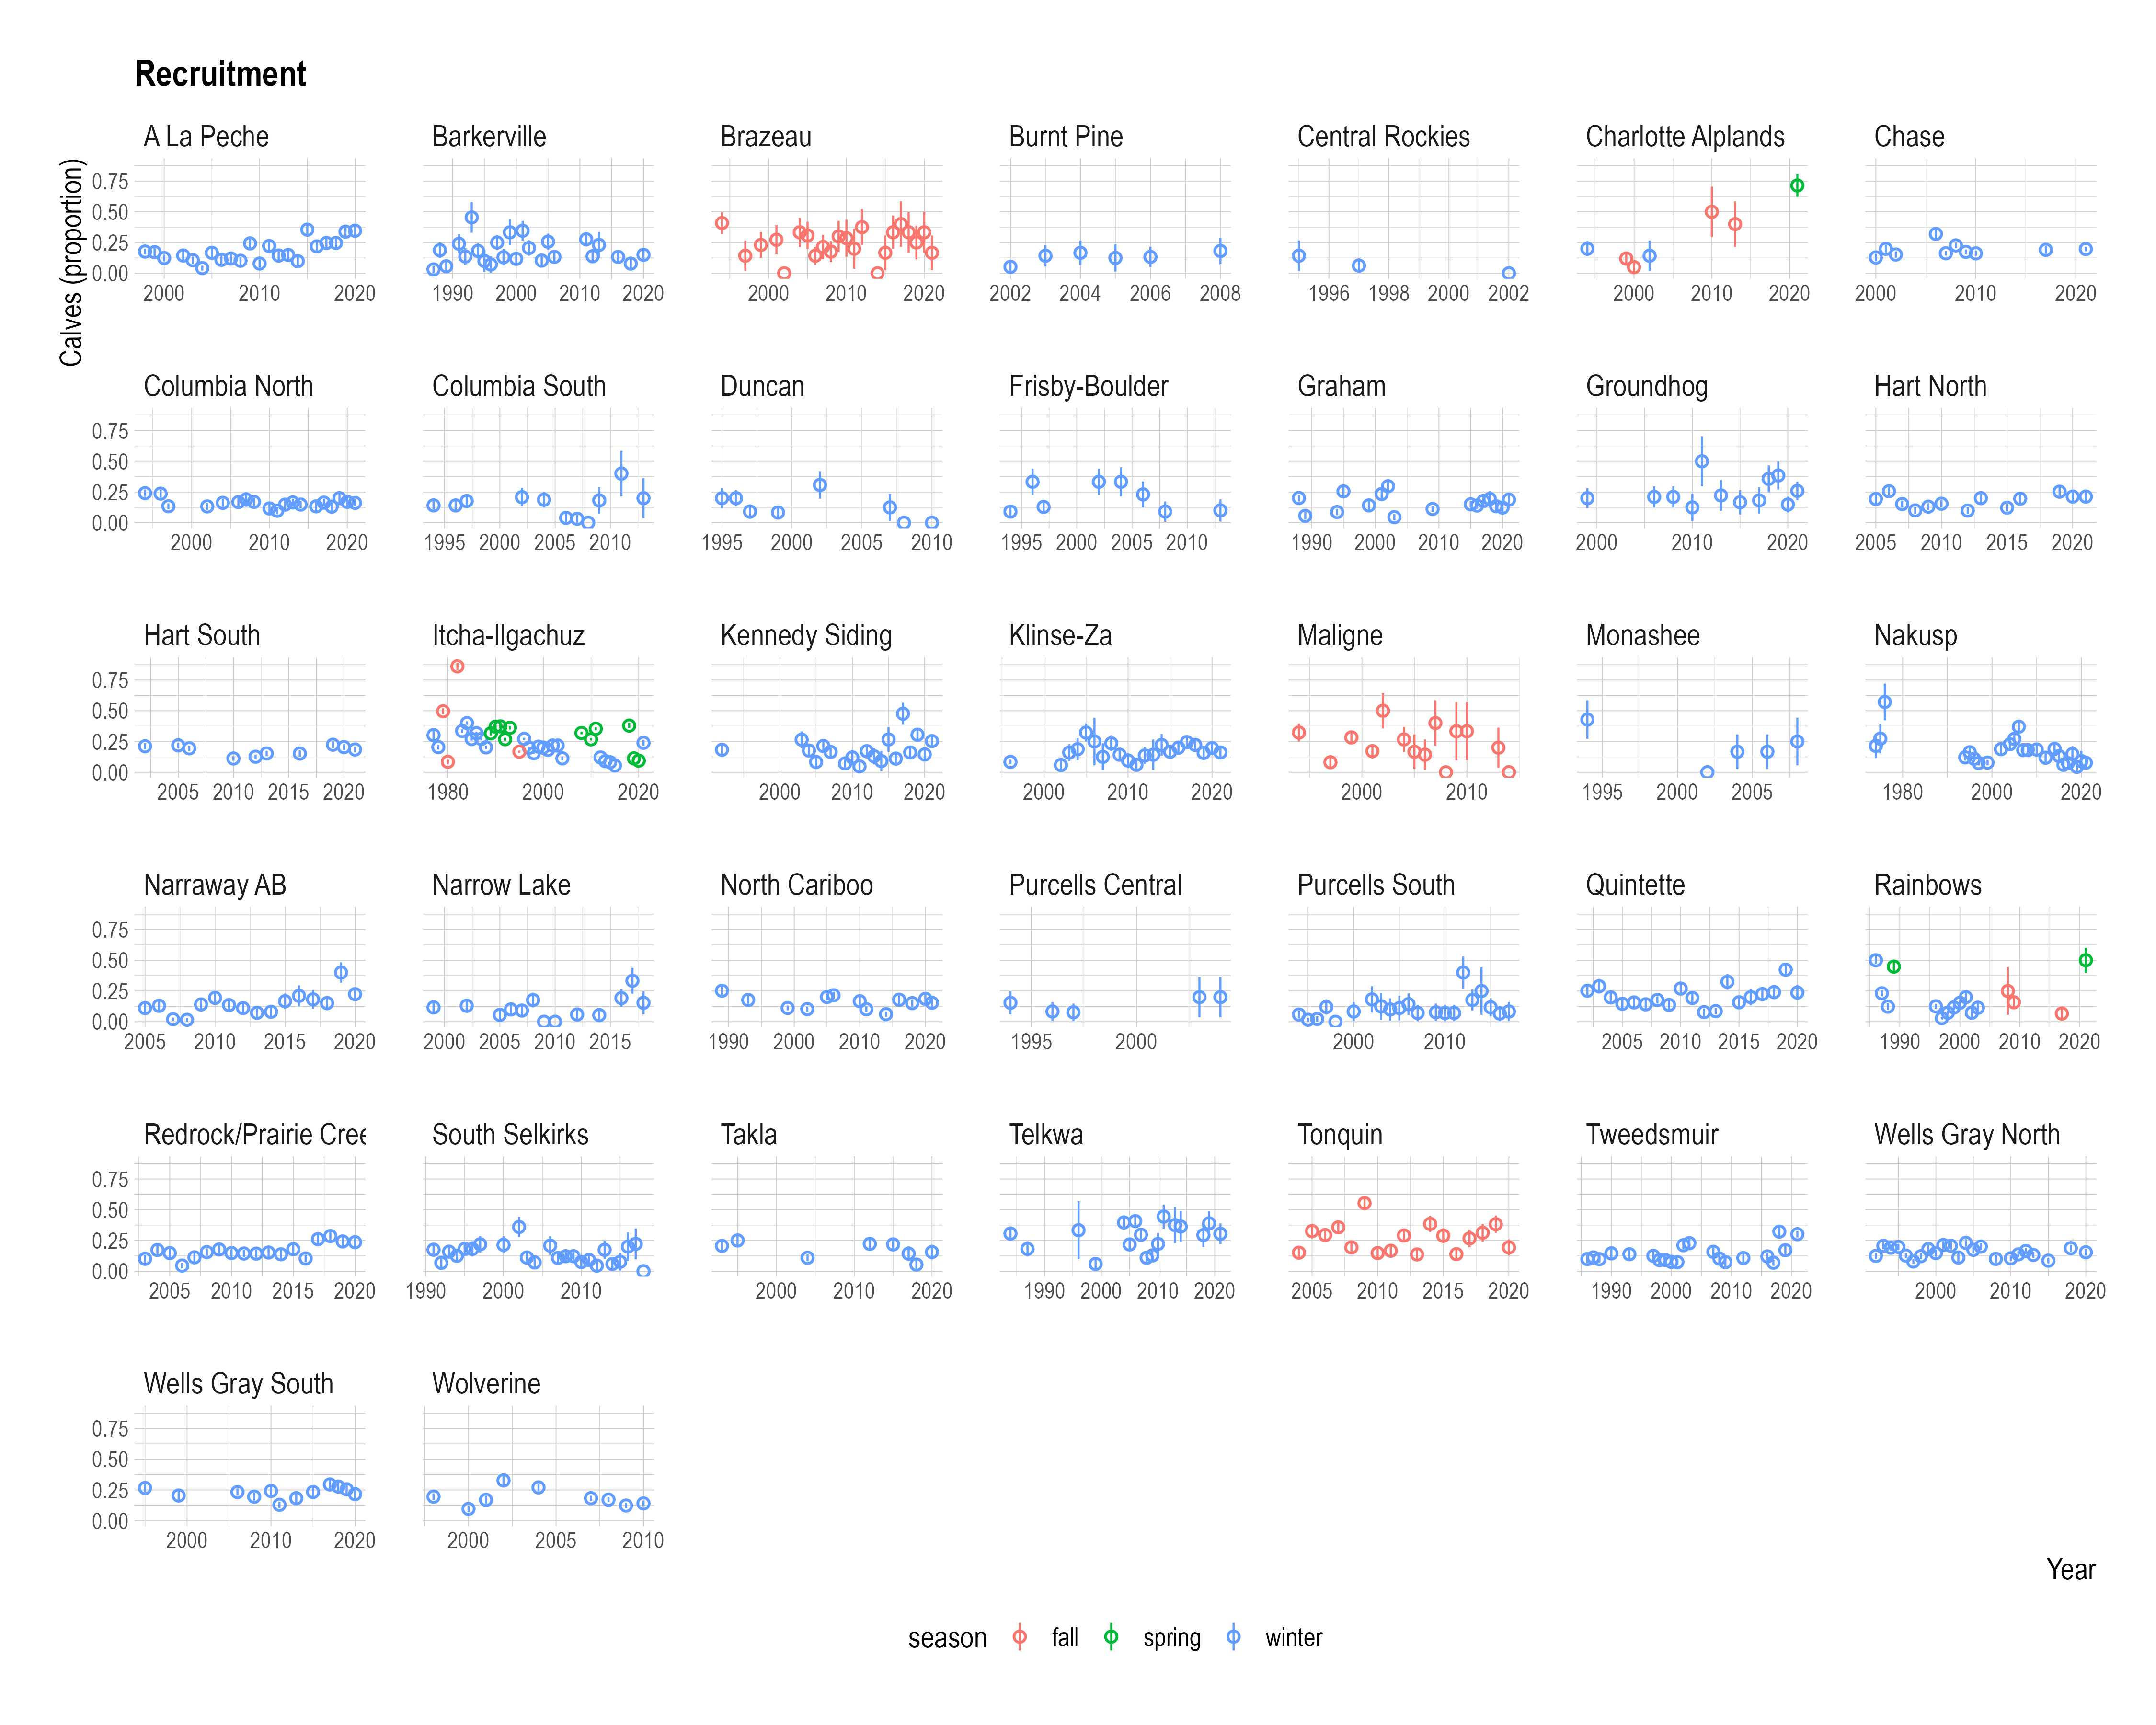 Recruitment
Calves (proportion)
A La Peche Barkerville Brazeau Burnt Pine Central Rockies Charlotte Alplands Chase
0.75
0.50
0.25
0.00
2000 2010 2020 1990 2000 2010 2020 2000 2010 2020 2002 2004 2006 2008 1996 1998 2000 2002 2000 2010 2020 2000 2010 2020
Columbia North Columbia South Duncan Frisby-Boulder Graham Groundhog Hart North
0.75
0.50
0.25
0.00
2000 2010 2020 1995 2000 2005 2010 1995 2000 2005 2010 1995 2000 2005 2010 1990 2000 2010 2020 2000 2010 2020 2005 2010 2015 2020
Hart South Itcha-Ilgachuz Kennedy Siding Klinse-Za Maligne Monashee Nakusp
0.75
0.50
0.25
0.00
2005 2010 2015 2020 1980 2000 2020 2000 2010 2020 2000 2010 2020 2000 2010 1995 2000 2005 1980 2000 2020
Narraway AB Narrow Lake North Cariboo Purcells Central Purcells South Quintette Rainbows
0.75
0.50
0.25
0.00
2005 2010 2015 2020 2000 2005 2010 2015 1990 2000 2010 2020 1995 2000 2000 2010 2005 2010 2015 2020 1990 2000 2010 2020
Redrock/Prairie Cree South Selkirks Takla Telkwa Tonquin Tweedsmuir Wells Gray North
0.75
0.50
0.25
0.00
2005 2010 2015 2020 1990 2000 2010 2000 2010 2020 1990 2000 2010 2020 2005 2010 2015 2020 1990 2000 2010 2020 2000 2010 2020
Wells Gray South Wolverine
0.75
0.50
0.25
0.00
2000 2010 2020 2000 2005 2010
Year
season fall spring winter